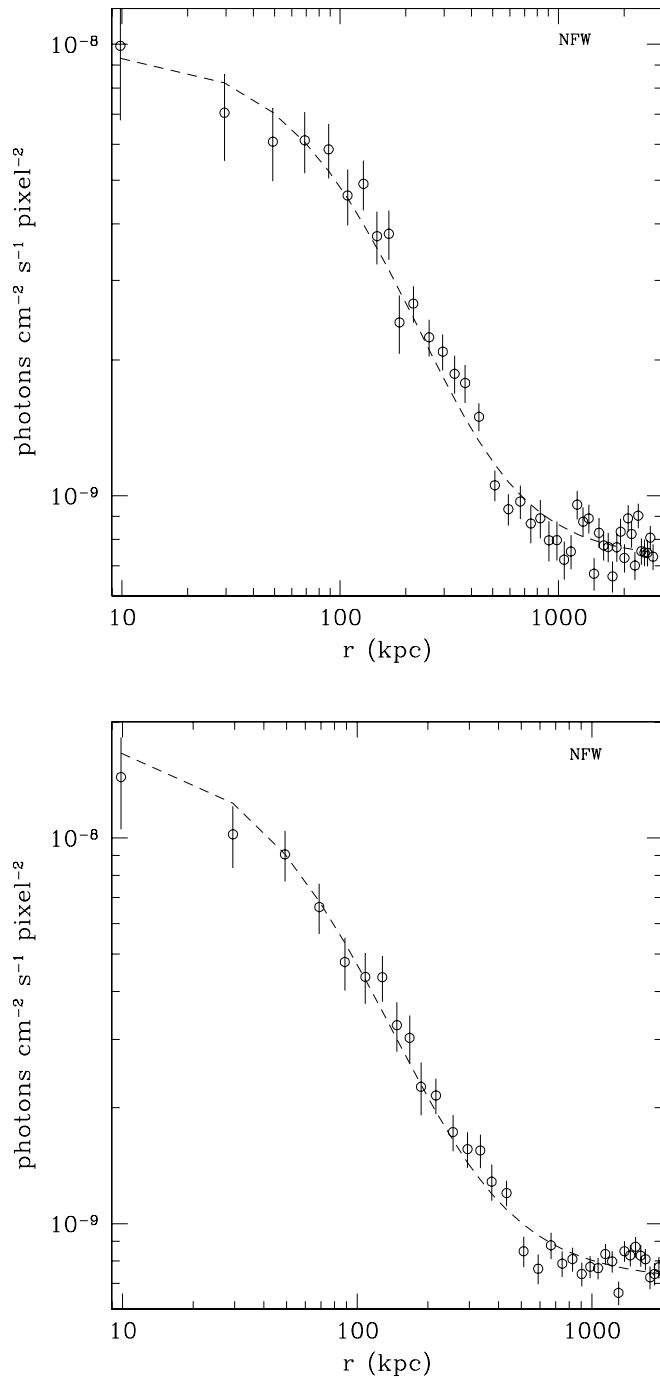 NFW
10⁻⁸
10⁻⁹
photons cm⁻² s⁻¹ pixel⁻²
10 100 1000
r (kpc)
NFW
10⁻⁸
10⁻⁹
photons cm⁻² s⁻¹ pixel⁻²
10 100 1000
r (kpc)